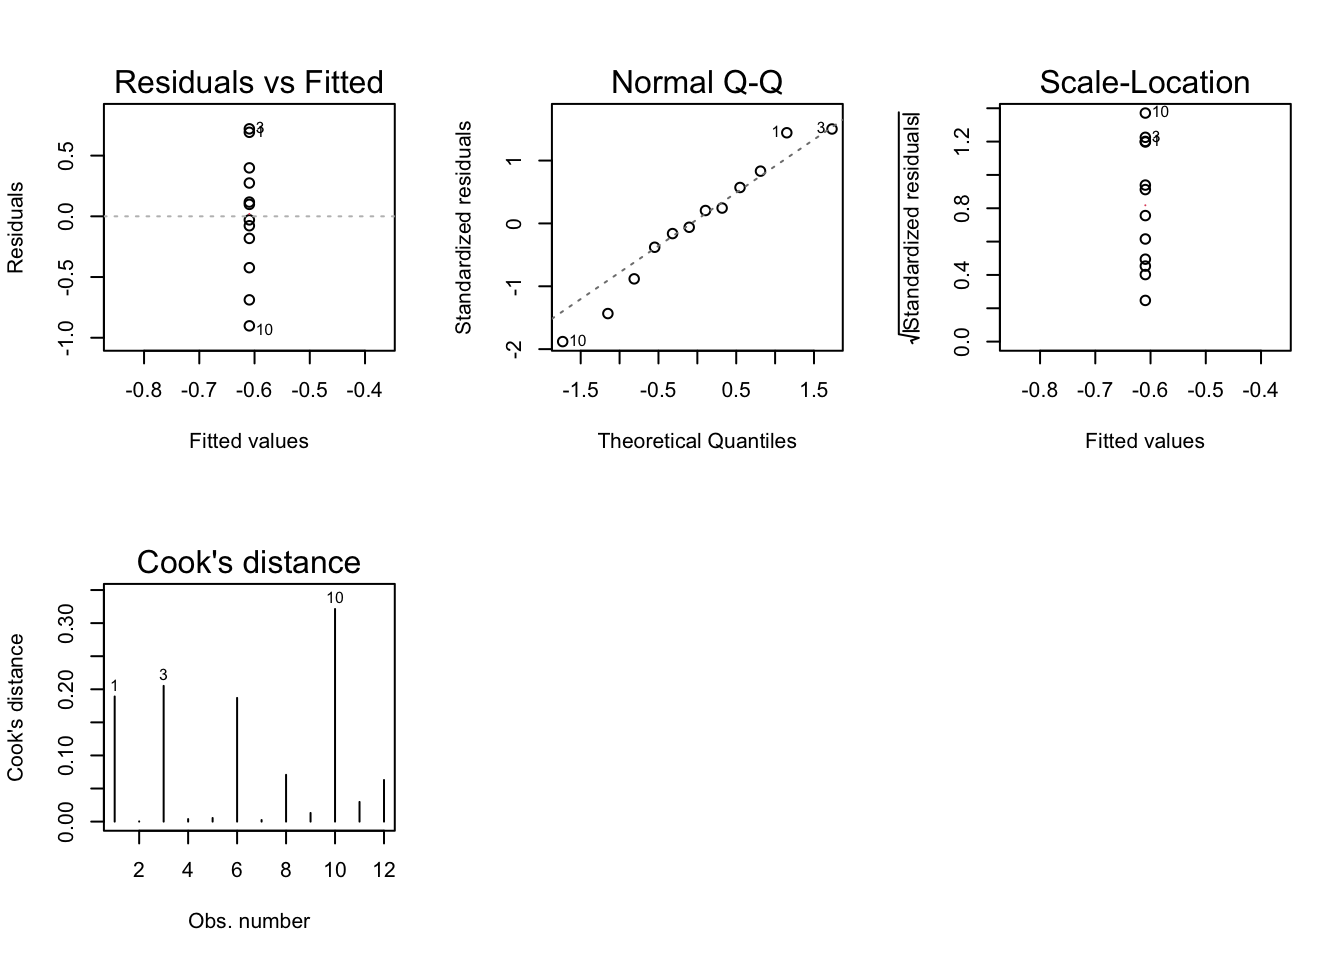 Residuals vs Fitted
Residuals
0.5
0.0
-0.5
-1.0
3
1
10
-0.8 -0.7 -0.6 -0.5 -0.4
Fitted values
Normal Q-Q
Standardized residuals
1
0
-1
-2
1
3
10
-1.5 -0.5 0.5 1.5
Theoretical Quantiles
Scale-Location
√|Standardized residuals|
1.2
0.8
0.4
0.0
10
3
1
-0.8 -0.7 -0.6 -0.5 -0.4
Fitted values
Cook's distance
Cook's distance
0.30
0.20
0.10
0.00
1
3
10
2 4 6 8 10 12
Obs. number